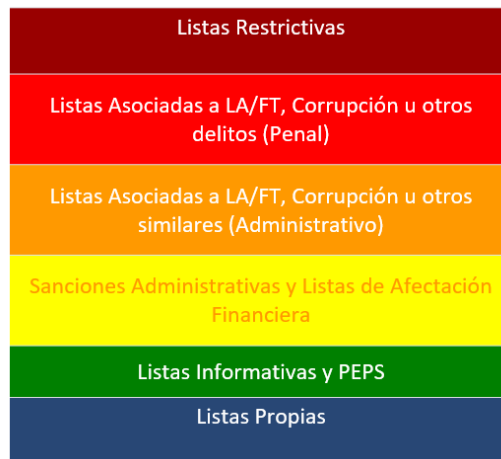 Listas Restrictivas
Listas Asociadas a LA/FT, Corrupción u otros
delitos (Penal)
Listas Asociadas a LA/FT, Corrupción u otros
similares (Administrativo)
Sanciones Administrativas y Listas de Afectación
Financiera
Listas Informativas y PEPS
Listas Propias